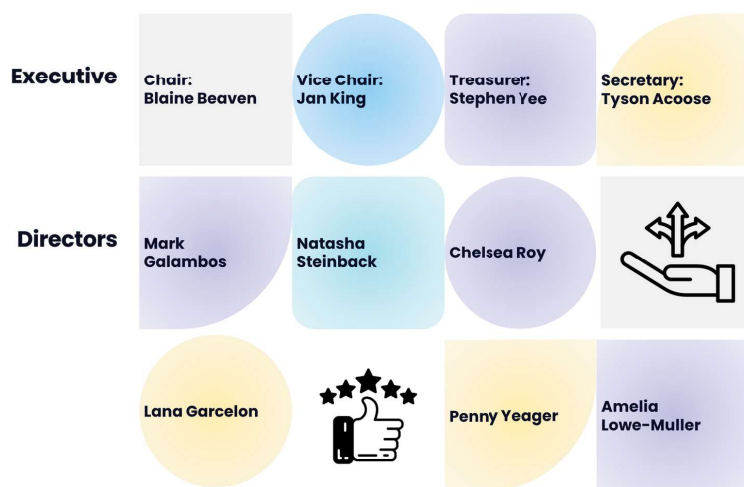 Executive
Chair:
Blaine Beaven
Vice Chair:
Jan King
Treasurer:
Stephen Yee
Secretary:
Tyson Acoose
Directors
Mark
Galambos
Natasha
Steinback
Chelsea Roy
Lana Garcelon
Penny Yeager
Amelia
Lowe-Muller